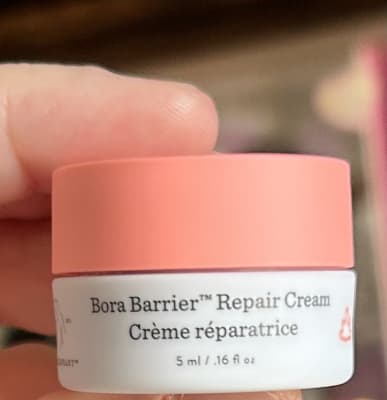 Bora Barrier™ Repair Cream
Crème réparatrice
5 ml / .16 fl oz